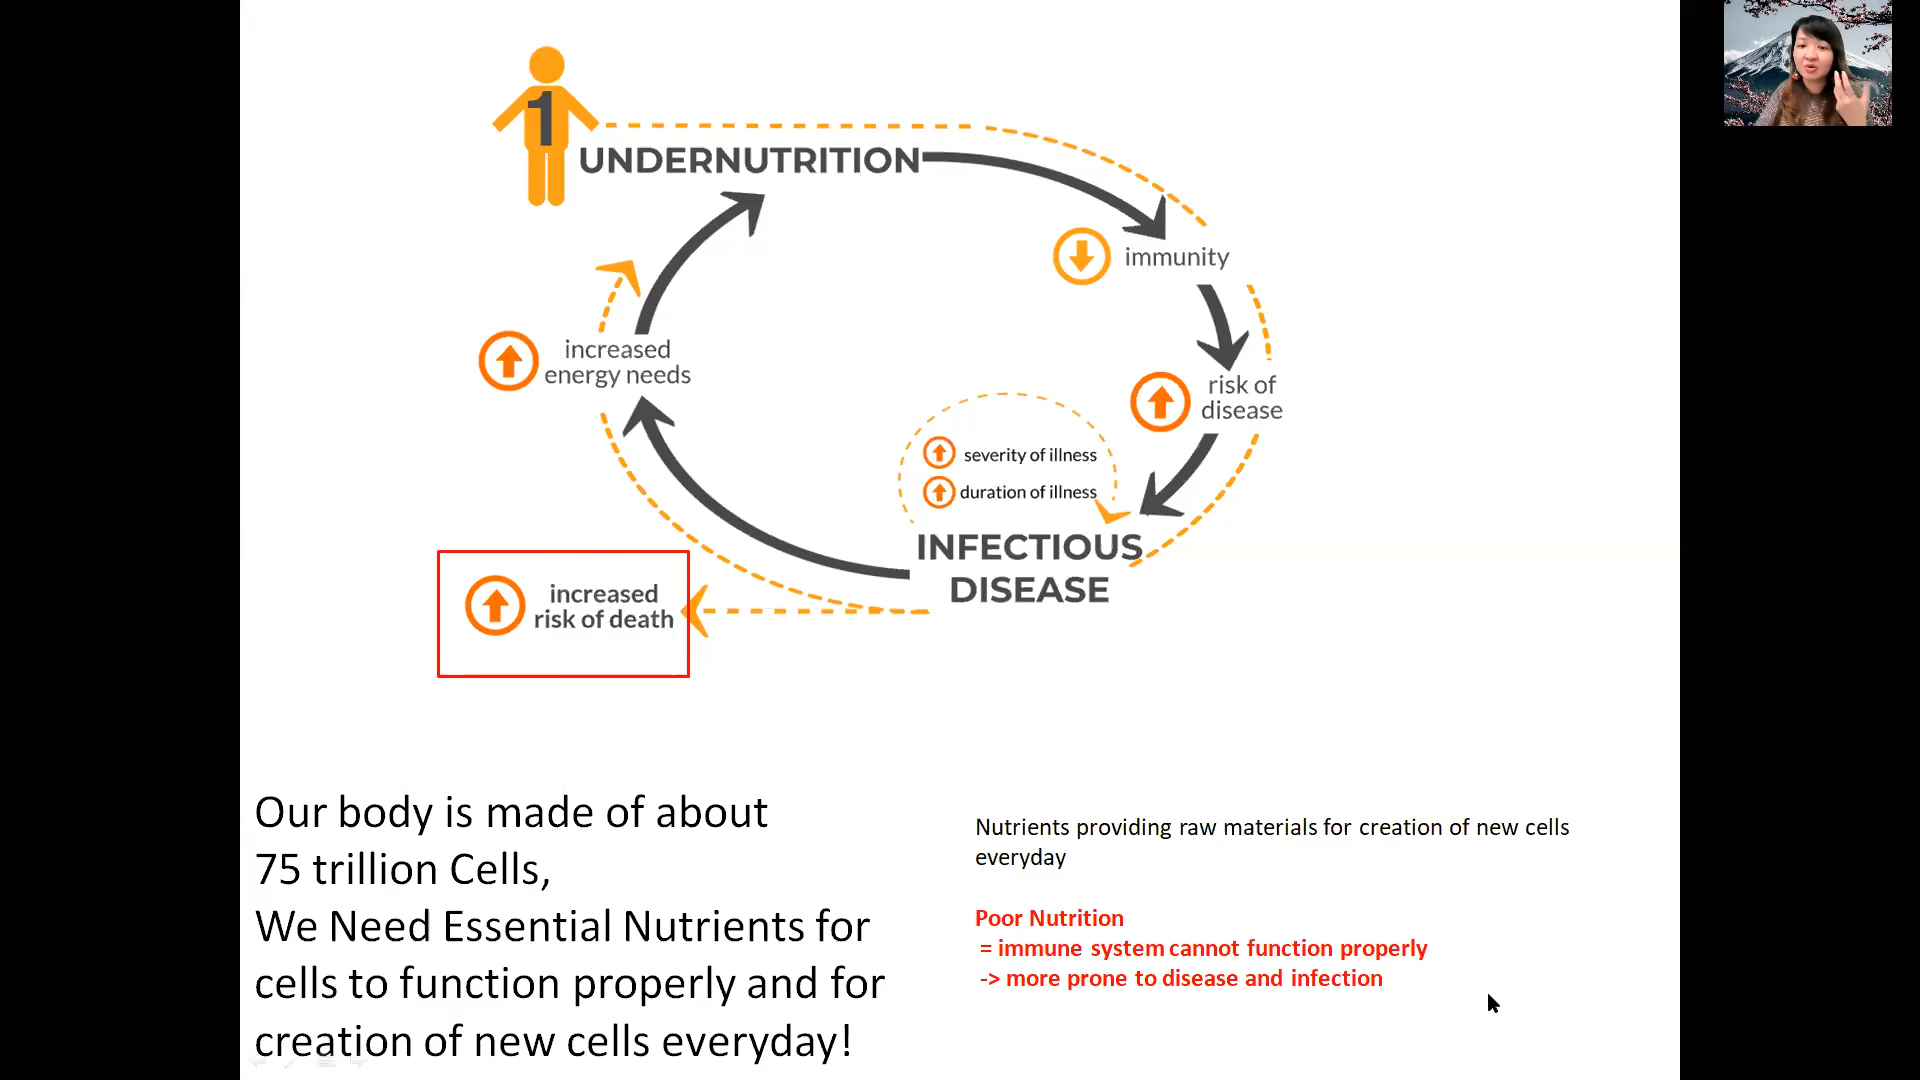 1
UNDERNUTRITION
immunity
increased
energy needs
risk of
disease
severity of illness
duration of illness
INFECTIOUS
DISEASE
increased
risk of death
Our body is made of about
75 trillion Cells,
We Need Essential Nutrients for
cells to function properly and for
creation of new cells everyday!
Nutrients providing raw materials for creation of new cells
everyday
Poor Nutrition
= immune system cannot function properly
-> more prone to disease and infection